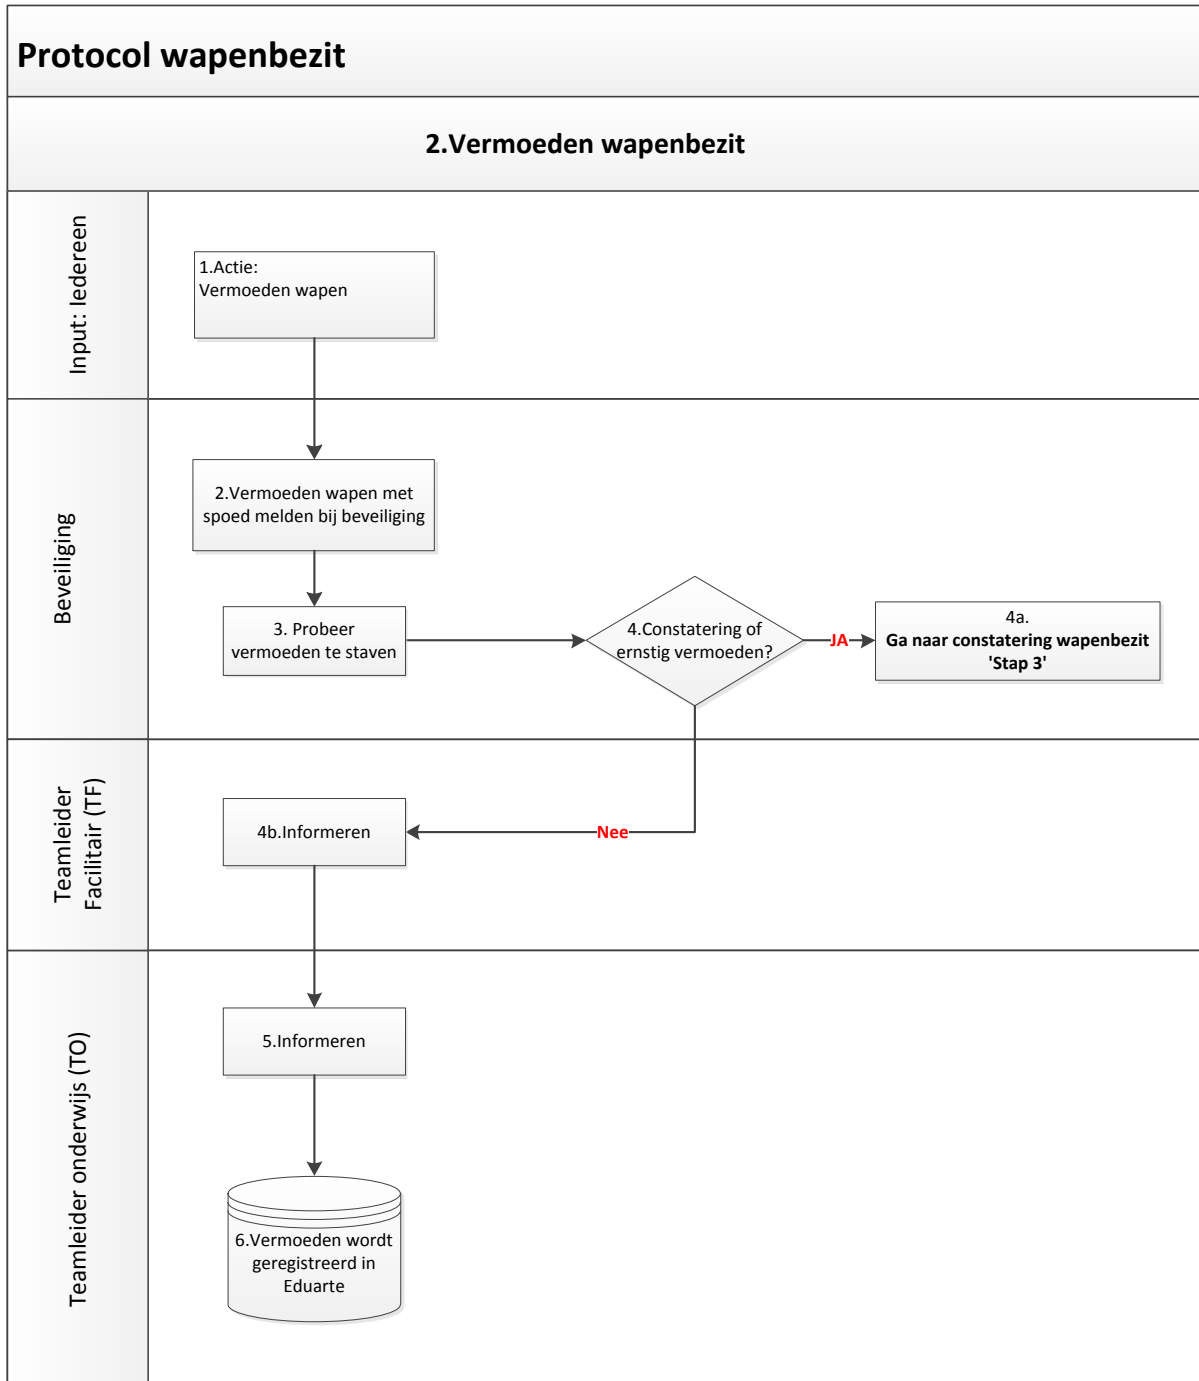 Protocol wapenbezit
2.Vermoeden wapenbezit
Input: Iedereen
1.Actie:
Vermoeden wapen
Beveiliging
2.Vermoeden wapen met
spoed melden bij beveiliging
3. Probeer
vermoeden te staven
4.Constatering of
ernstig vermoeden?
JA
4a.
Ga naar constatering wapenbezit
'Stap 3'
Teamleider
Facilitair (TF)
4b.Informeren
Nee
Teamleider onderwijs (TO)
5.Informeren
6.Vermoeden wordt
geregistreerd in
Eduarte